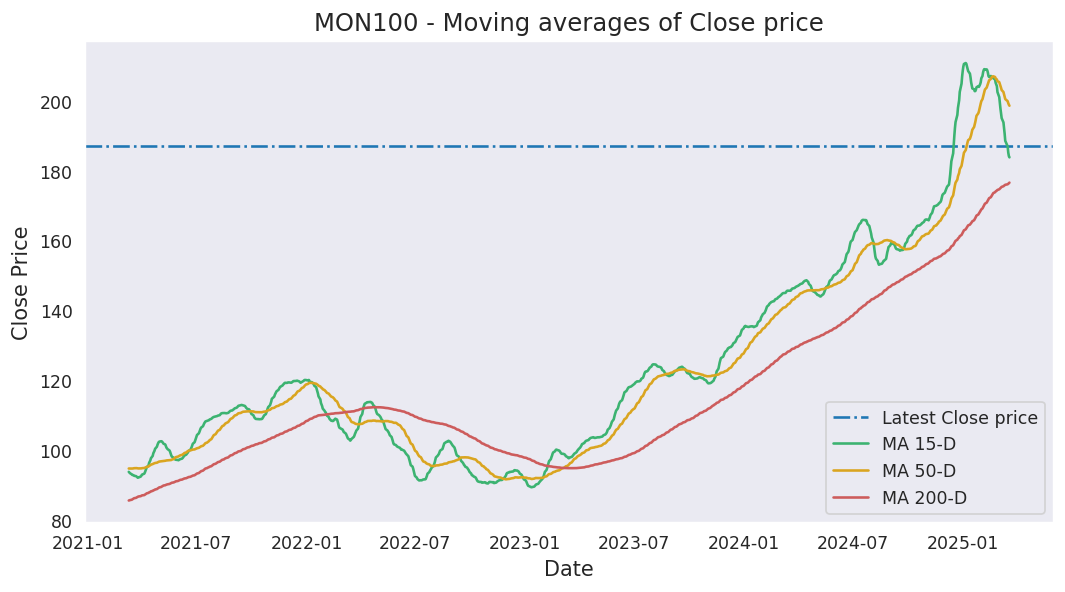 MON100 - Moving averages of Close price
Close Price
200
180
160
140
120
100
80
2021-01 2021-07 2022-01 2022-07 2023-01 2023-07 2024-01 2024-07 2025-01
Date
Latest Close price
MA 15-D
MA 50-D
MA 200-D